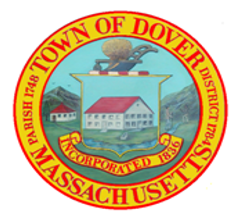 TOWN OF DOVER
PARISH 1748
DISTRICT 1784
MASSACHUSETTS
INCORPORATED 1836